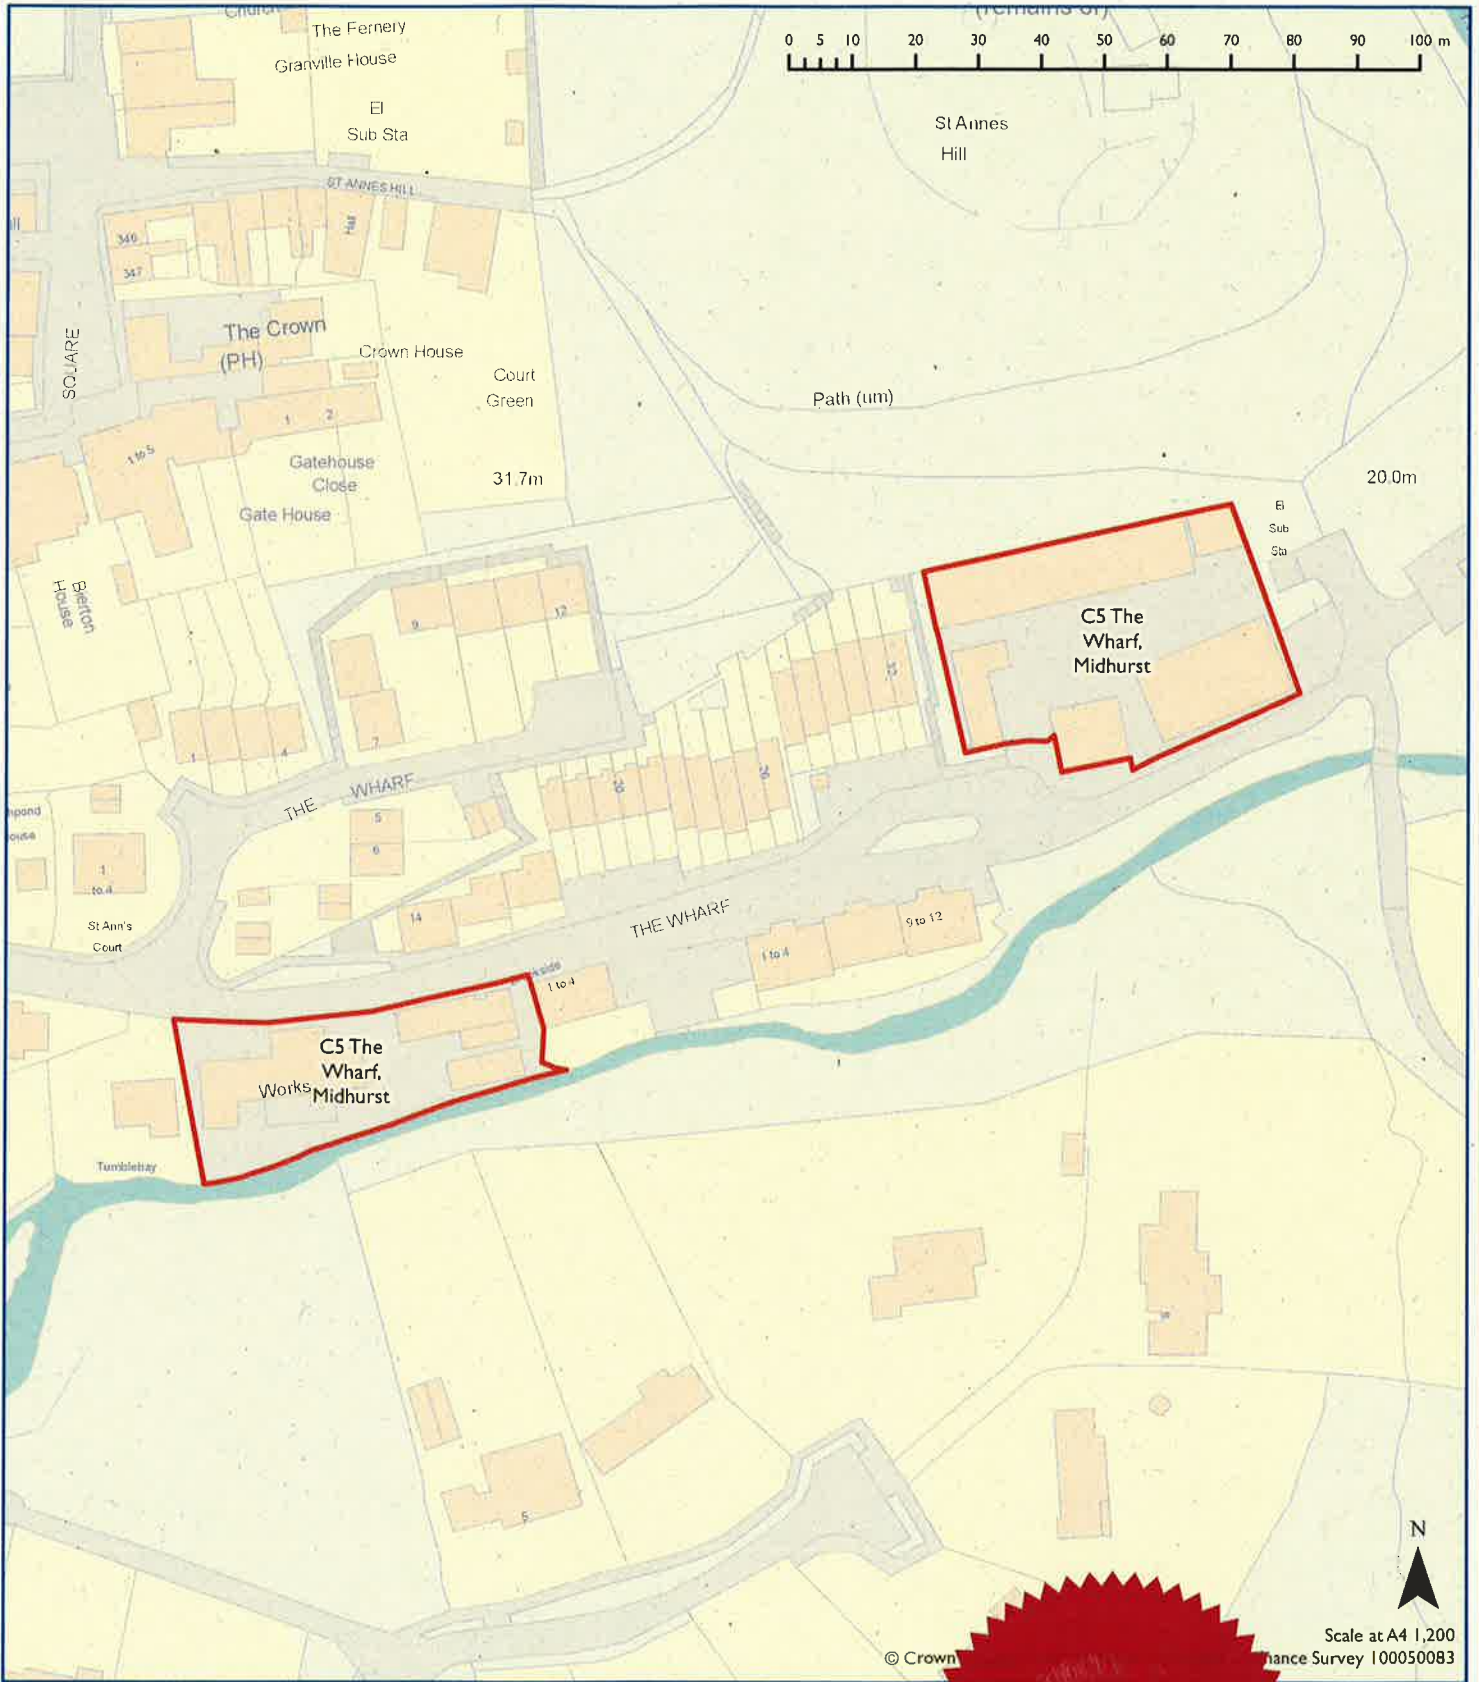 The Fernery
Granville House
El
Sub Sta
0 5 10 20 30 40 50 60 70 80 90 100 m
St Annes
Hill
ST ANNES HILL
346
347
Hall
SQUARE
The Crown
(PH)
Crown House
Court
Green
Path (um)
1 2
1 to 5
Gatehouse
Close
Gate House
31.7m
20.0m
El
Sub
Sta
Bierton
House
9
12
C5 The
Wharf,
Midhurst
32
7
1
4
THE WHARF
20
26
5
6
1
to 4
St Ann's
Court
14
THE WHARF
9 to 12
1 to 4
1 to 4
C5 The
Wharf,
Midhurst
Works
Tumblebay
5
N
Scale at A4 1,200
© Crown
nance Survey 100050083